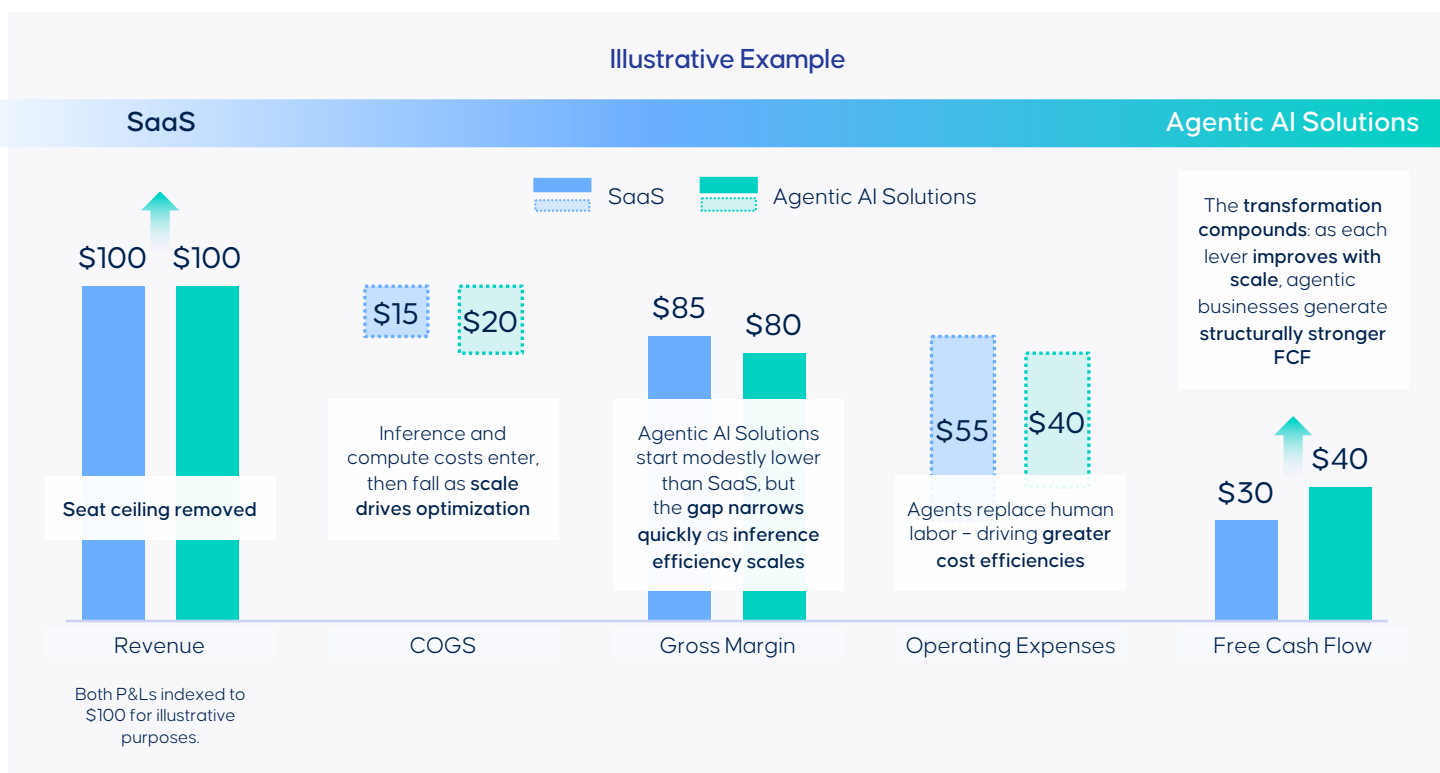 Illustrative Example
SaaS
Agentic AI Solutions
SaaS
Agentic AI Solutions
$100
$100
Seat ceiling removed
Revenue
Both P&Ls indexed to
$100 for illustrative
purposes.
$15
$20
Inference and
compute costs enter,
then fall as scale
drives optimization
COGS
$85
$80
Agentic AI Solutions
start modestly lower
than SaaS, but
the gap narrows
quickly as inference
efficiency scales
Gross Margin
$55
$40
Agents replace human
labor – driving greater
cost efficiencies
Operating Expenses
The transformation
compounds: as each
lever improves with
scale, agentic
businesses generate
structurally stronger
FCF
$30
$40
Free Cash Flow